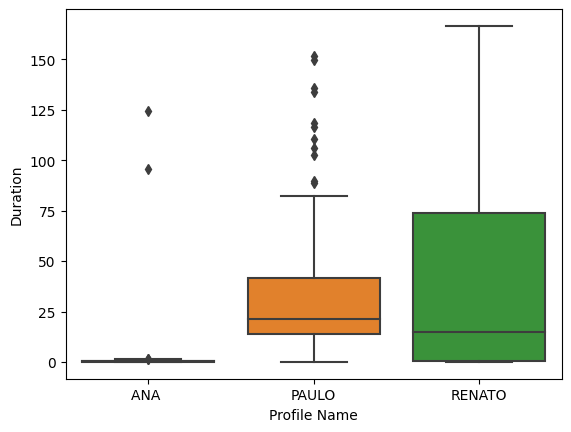 150
125
100
75
50
25
0
Duration
ANA
PAULO
RENATO
Profile Name